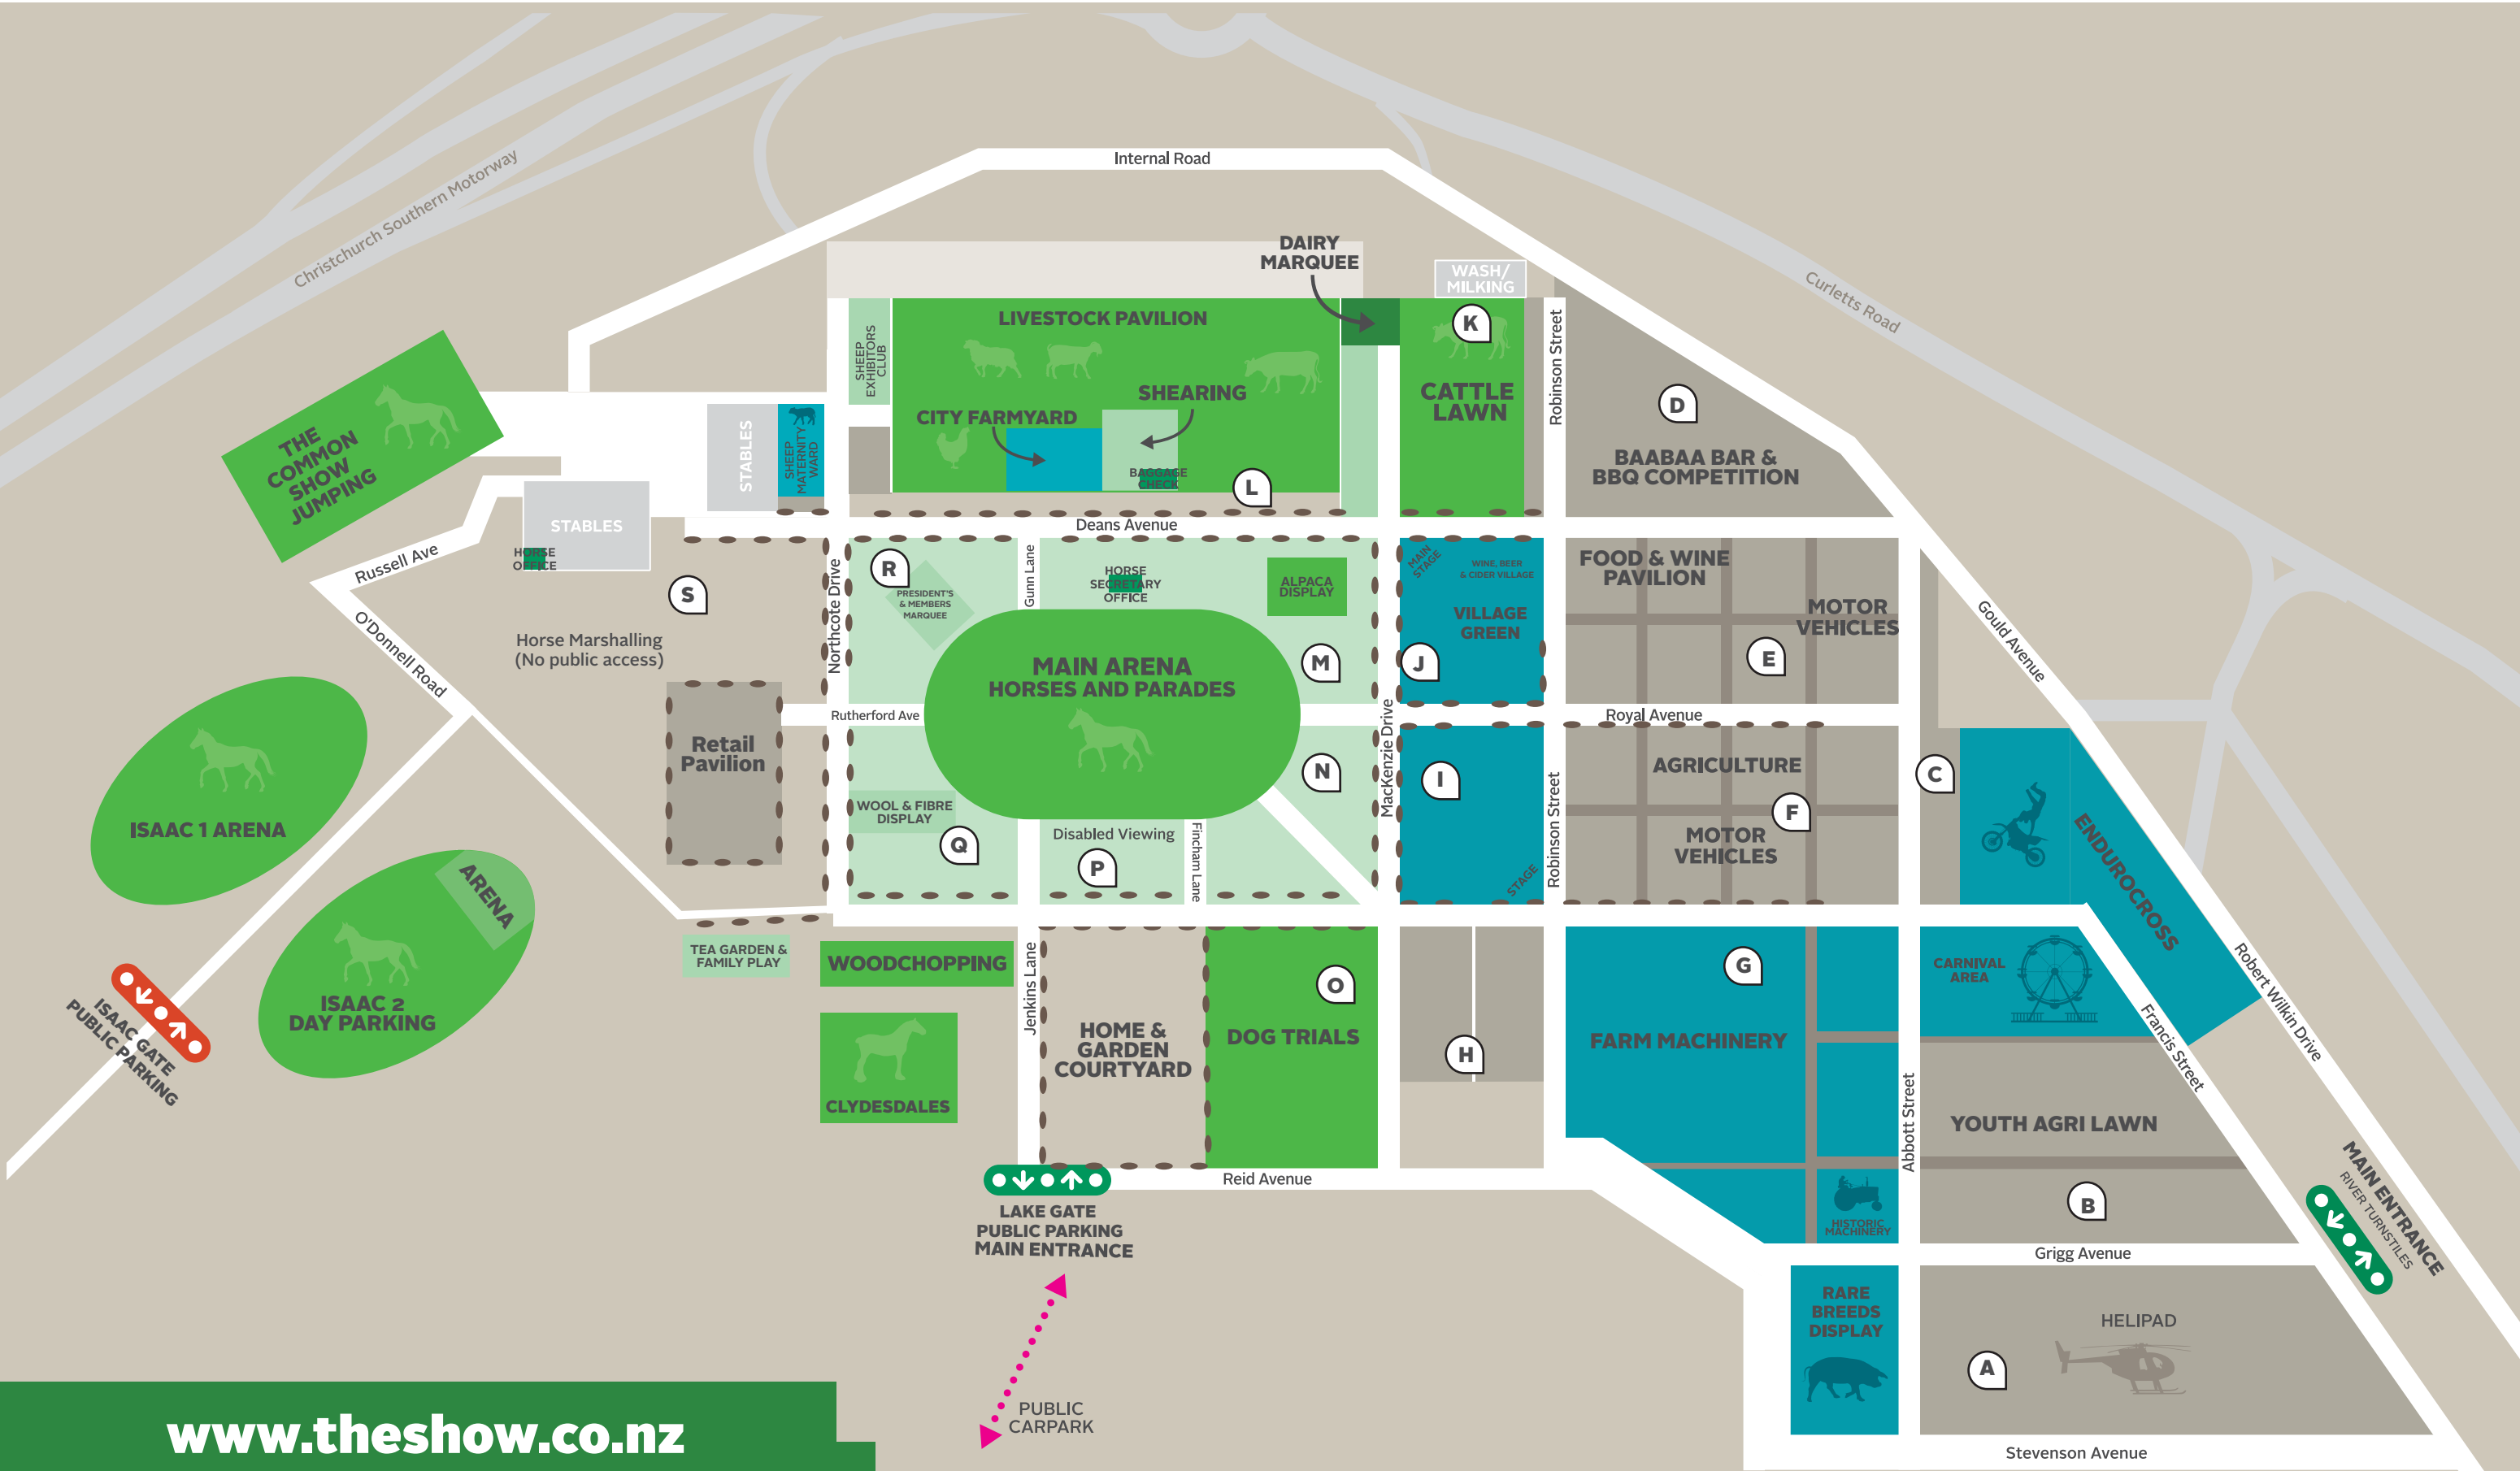 Internal Road
Christchurch Southern Motorway
Curletts Road
DAIRY
MARQUEE
WASH/
MILKING
K
CATTLE
LAWN
Robinson Street
D
BAABAA BAR &
BBQ COMPETITION
LIVESTOCK PAVILION
SHEEP
EXHIBITORS
CLUB
SHEARING
CITY FARMYARD
BAGGAGE
CHECK
L
STABLES
SHEEP
MATERNITY
WARD
THE
COMMON
SHOW
JUMPING
STABLES
HORSE
OFFICE
Russell Ave
O'Donnell Road
S
Horse Marshalling
(No public access)
Deans Avenue
Northcote Drive
R
PRESIDENT'S
& MEMBERS
MARQUEE
Gunn Lane
HORSE
SECRETARY
OFFICE
ALPACA
DISPLAY
MAIN ARENA
HORSES AND PARADES
M
MAIN
STAGE
WINE, BEER
& CIDER VILLAGE
VILLAGE
GREEN
J
FOOD & WINE
PAVILION
MOTOR
VEHICLES
E
Gould Avenue
Rutherford Ave
Royal Avenue
MacKenzie Drive
Retail
Pavilion
N
I
STAGE
Robinson Street
AGRICULTURE
F
MOTOR
VEHICLES
C
ENDUROCROSS
WOOL & FIBRE
DISPLAY
Q
Disabled Viewing
P
Fincham Lane
ISAAC 1 ARENA
ARENA
ISAAC 2
DAY PARKING
ISAAC GATE
PUBLIC PARKING
TEA GARDEN &
FAMILY PLAY
WOODCHOPPING
CLYDESDALES
Jenkins Lane
HOME &
GARDEN
COURTYARD
O
DOG TRIALS
H
G
FARM MACHINERY
CARNIVAL
AREA
Robert Wilkin Drive
Francis Street
Abbott Street
YOUTH AGRI LAWN
B
HISTORIC
MACHINERY
Reid Avenue
LAKE GATE
PUBLIC PARKING
MAIN ENTRANCE
MAIN ENTRANCE
RIVER TURNSTILES
Grigg Avenue
RARE
BREEDS
DISPLAY
HELIPAD
A
PUBLIC
CARPARK
Stevenson Avenue
www.theshow.co.nz